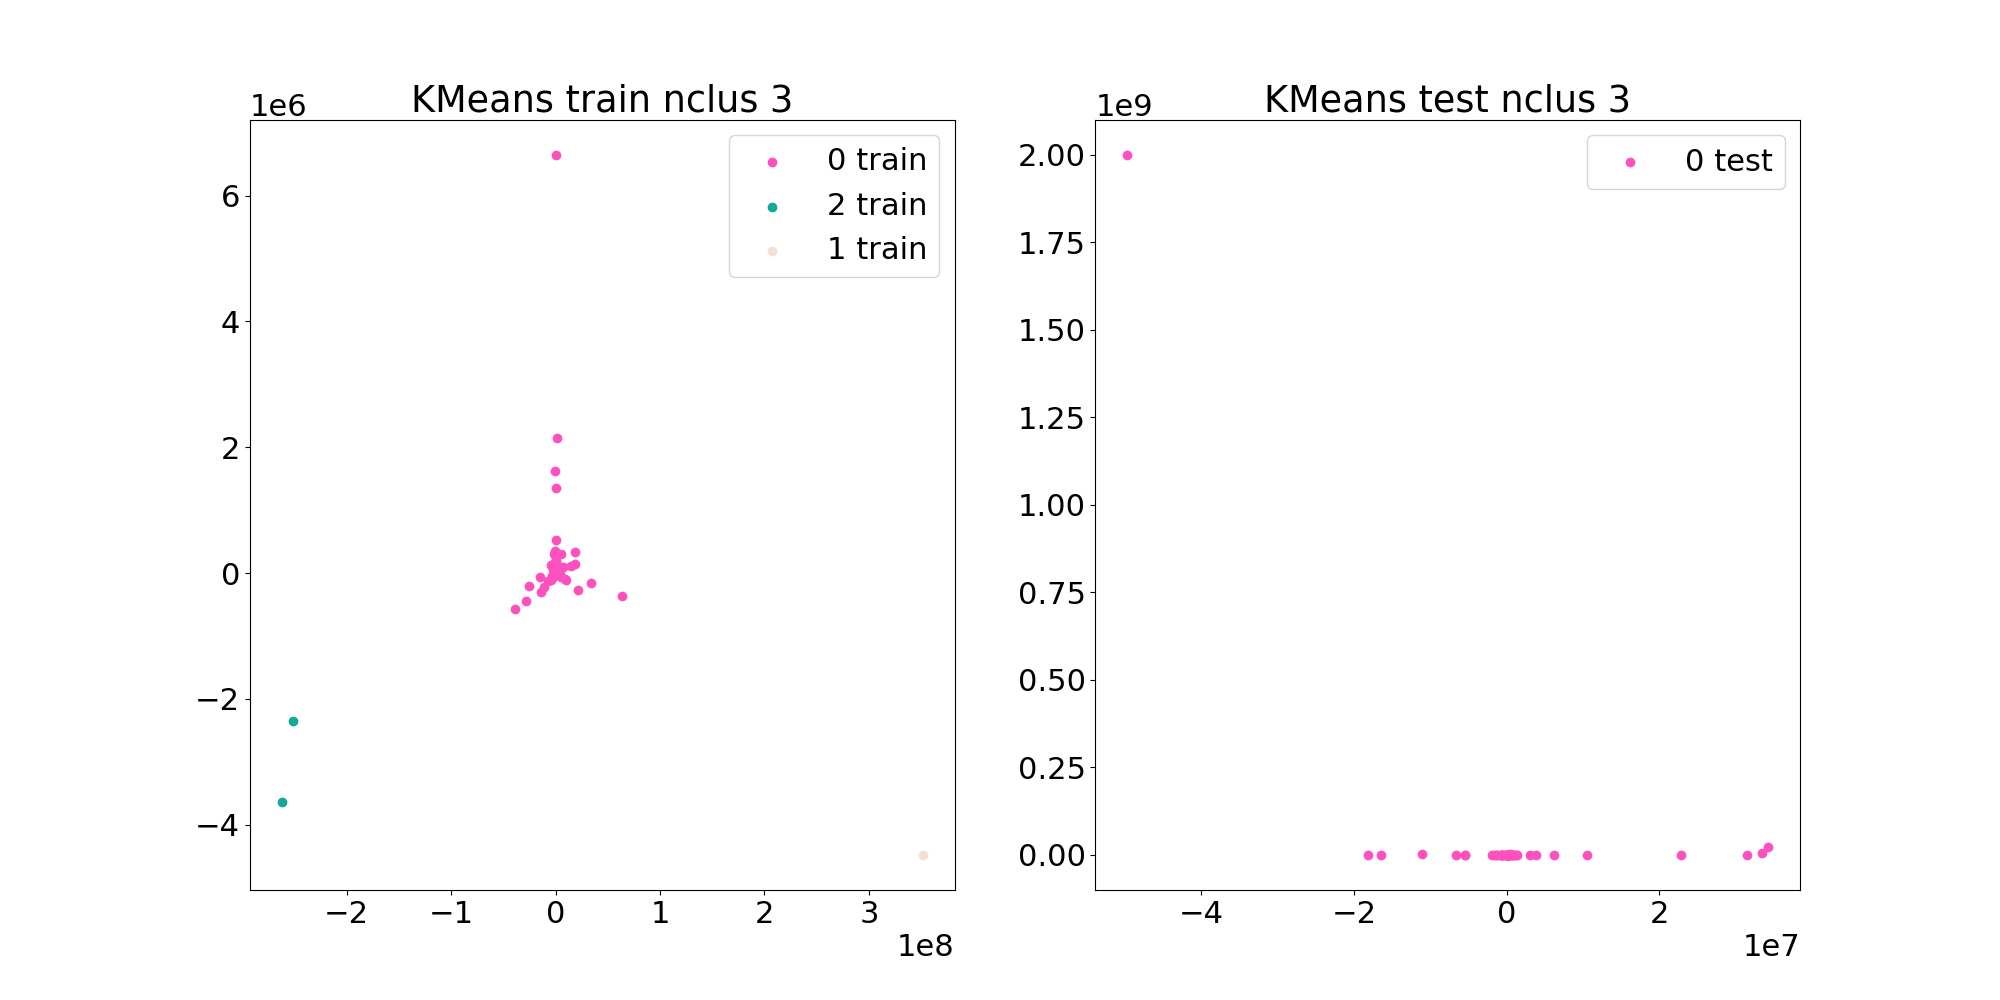 KMeans train nclus 3
1e6
0 train
2 train
1 train
6
4
2
0
−2
−4
−2
−1
0
1
2
3
1e8
KMeans test nclus 3
1e9
0 test
2.00
1.75
1.50
1.25
1.00
0.75
0.50
0.25
0.00
−4
−2
0
2
1e7